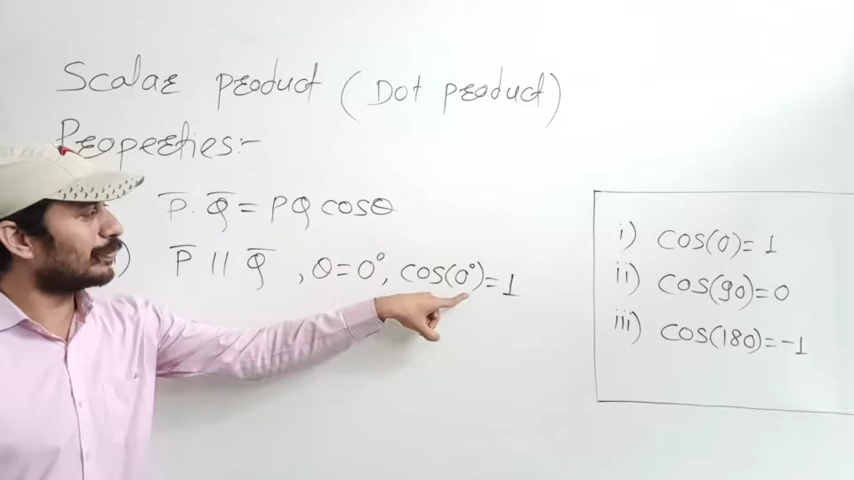 Scalar product (Dot product)
Properties:-
P̅ . Q̅ = PQ cosθ
) P̅ || Q̅ , θ=0°, cos(0°)=1
i) cos(0)=1
ii) cos(90)=0
iii) cos(180)=-1